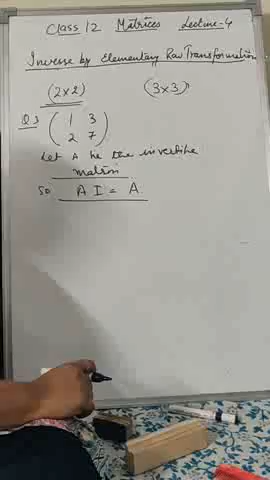 Class 12 Matrices Lecture-4
Inverse by Elementary Row Transformation
(2×2) (3×3)
Q3 ( 1 3
2 7 )
Let A be the invertible
matrix
so A I = A